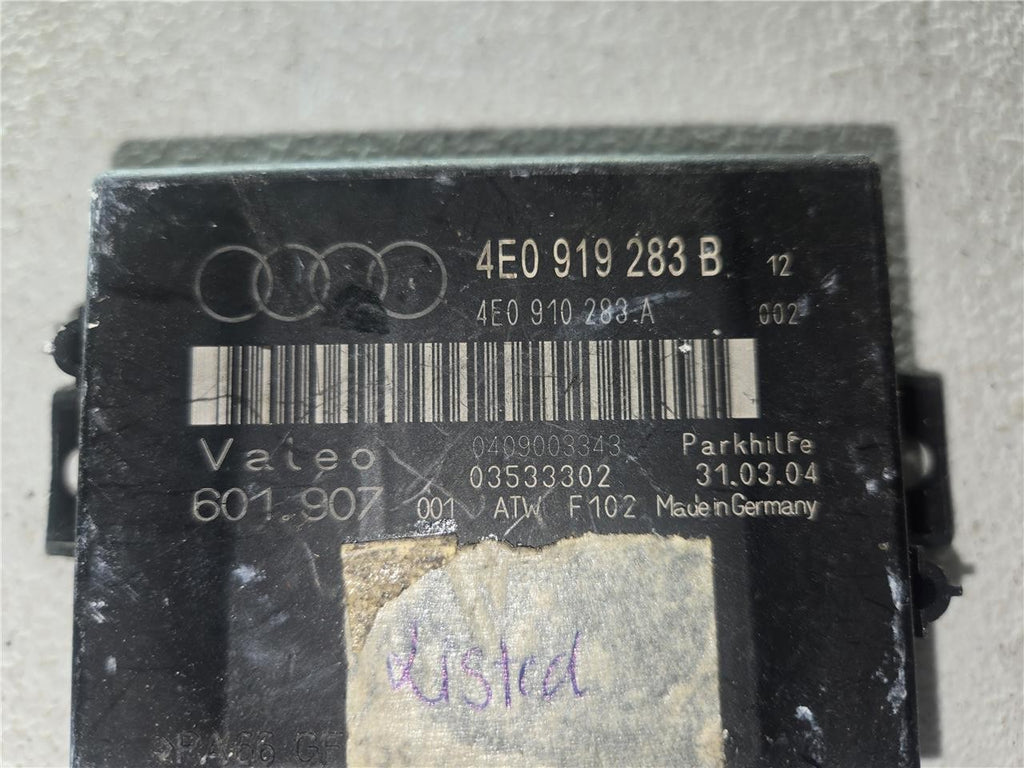 4E0 919 283 B 12
4E0 910 283 A 002
Valeo 0409003343 Parkhilfe
03533302 31.03.04
601.907 001 ATW F102 Made in Germany
Listed